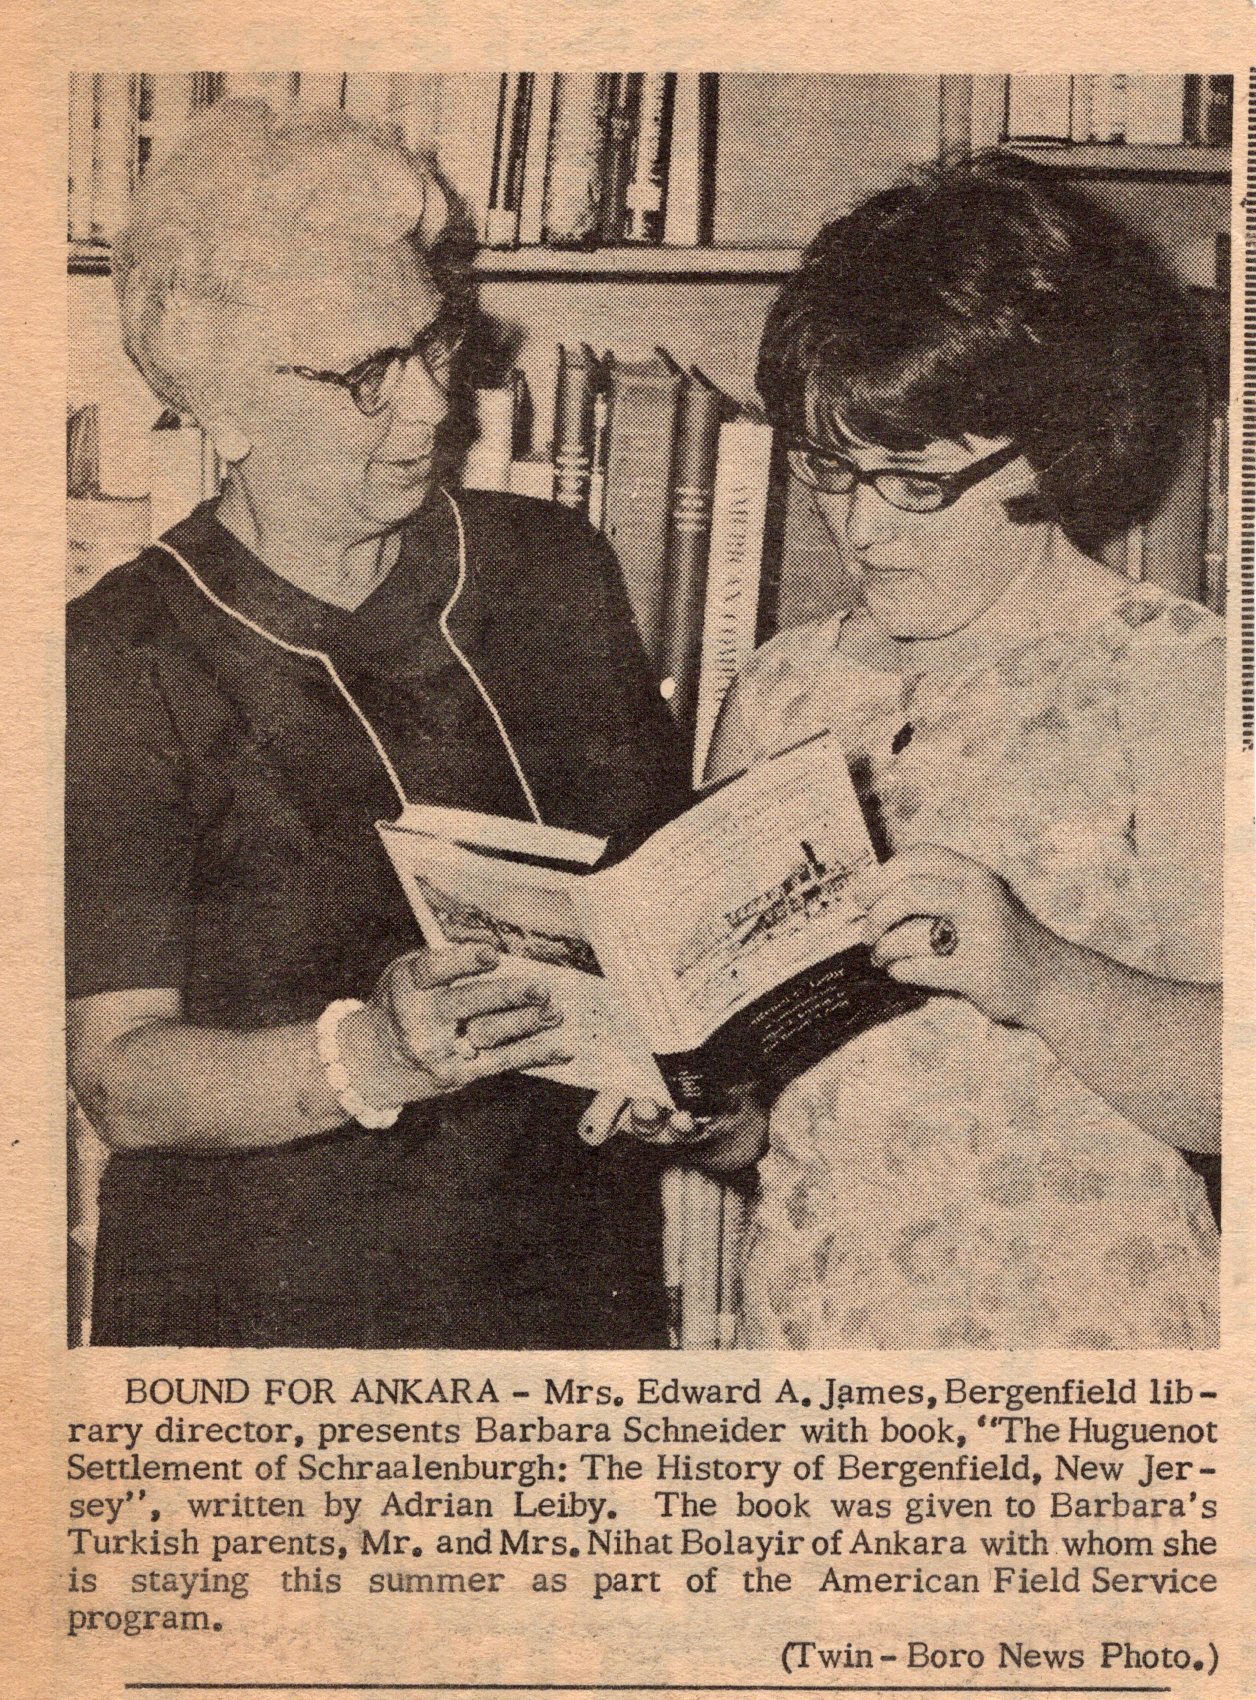 BOUND FOR ANKARA - Mrs. Edward A. James, Bergenfield lib-
rary director, presents Barbara Schneider with book, "The Huguenot
Settlement of Schraalenburgh: The History of Bergenfield, New Jer-
sey", written by Adrian Leiby. The book was given to Barbara's
Turkish parents, Mr. and Mrs. Nihat Bolayir of Ankara with whom she
is staying this summer as part of the American Field Service
program.
(Twin-Boro News Photo.)